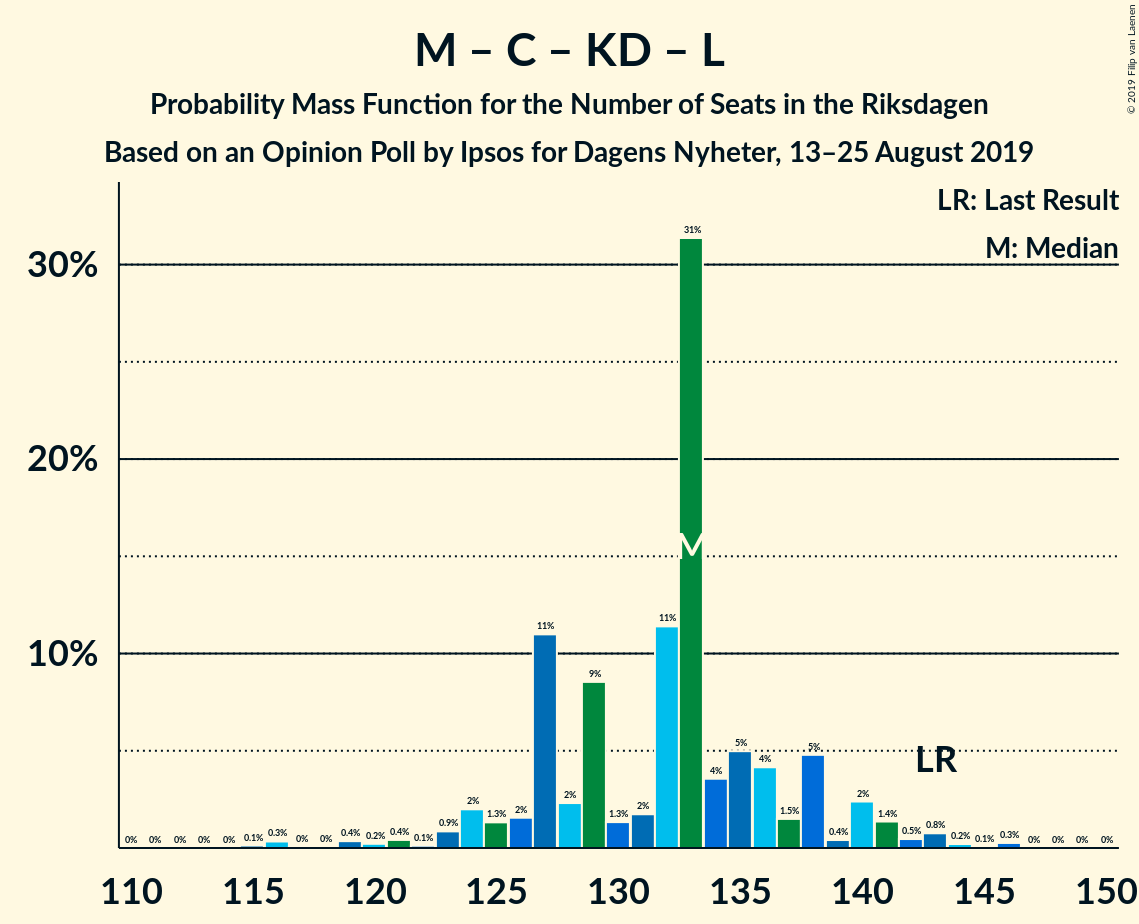 M – C – KD – L
Probability Mass Function for the Number of Seats in the Riksdagen
Based on an Opinion Poll by Ipsos for Dagens Nyheter, 13–25 August 2019
© 2019 Filip van Laenen
LR: Last Result
M: Median
30%
20%
10%
0% 0% 0% 0% 0% 0.1% 0.3% 0% 0% 0.4% 0.2% 0.4% 0.1% 0.9% 2% 1.3% 2% 11% 2% 9% 1.3% 2% 11% 31% 4% 5% 4% 1.5% 5% 0.4% 2% 1.4% 0.5% 0.8% 0.2% 0.1% 0.3% 0% 0% 0% 0%
M
LR
110 115 120 125 130 135 140 145 150